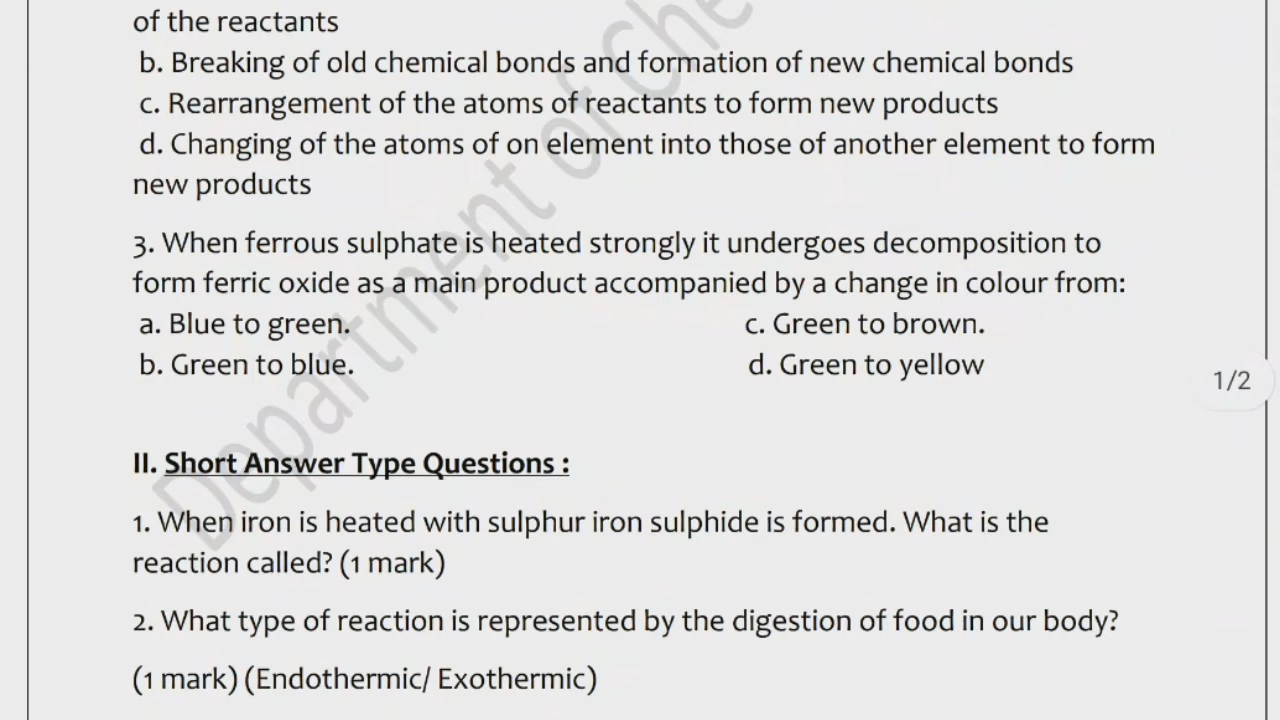 of the reactants
b. Breaking of old chemical bonds and formation of new chemical bonds
c. Rearrangement of the atoms of reactants to form new products
d. Changing of the atoms of on element into those of another element to form
new products
3. When ferrous sulphate is heated strongly it undergoes decomposition to
form ferric oxide as a main product accompanied by a change in colour from:
a. Blue to green. c. Green to brown.
b. Green to blue. d. Green to yellow
1/2
II. Short Answer Type Questions :
1. When iron is heated with sulphur iron sulphide is formed. What is the
reaction called? (1 mark)
2. What type of reaction is represented by the digestion of food in our body?
(1 mark) (Endothermic/ Exothermic)
Department of Che